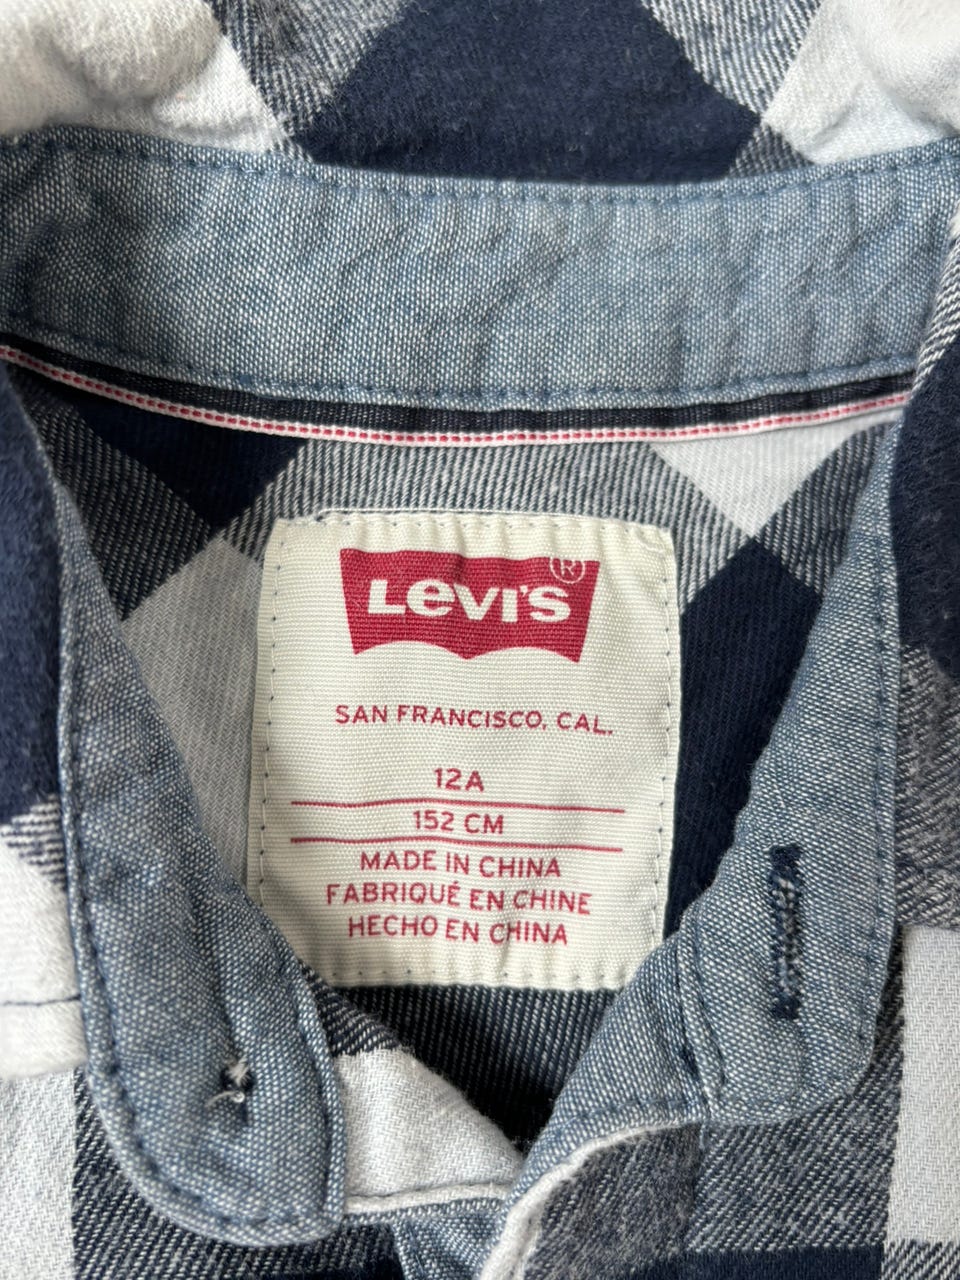 Levi's ®
SAN FRANCISCO, CAL.
12A
152 CM
MADE IN CHINA
FABRIQUÉ EN CHINE
HECHO EN CHINA